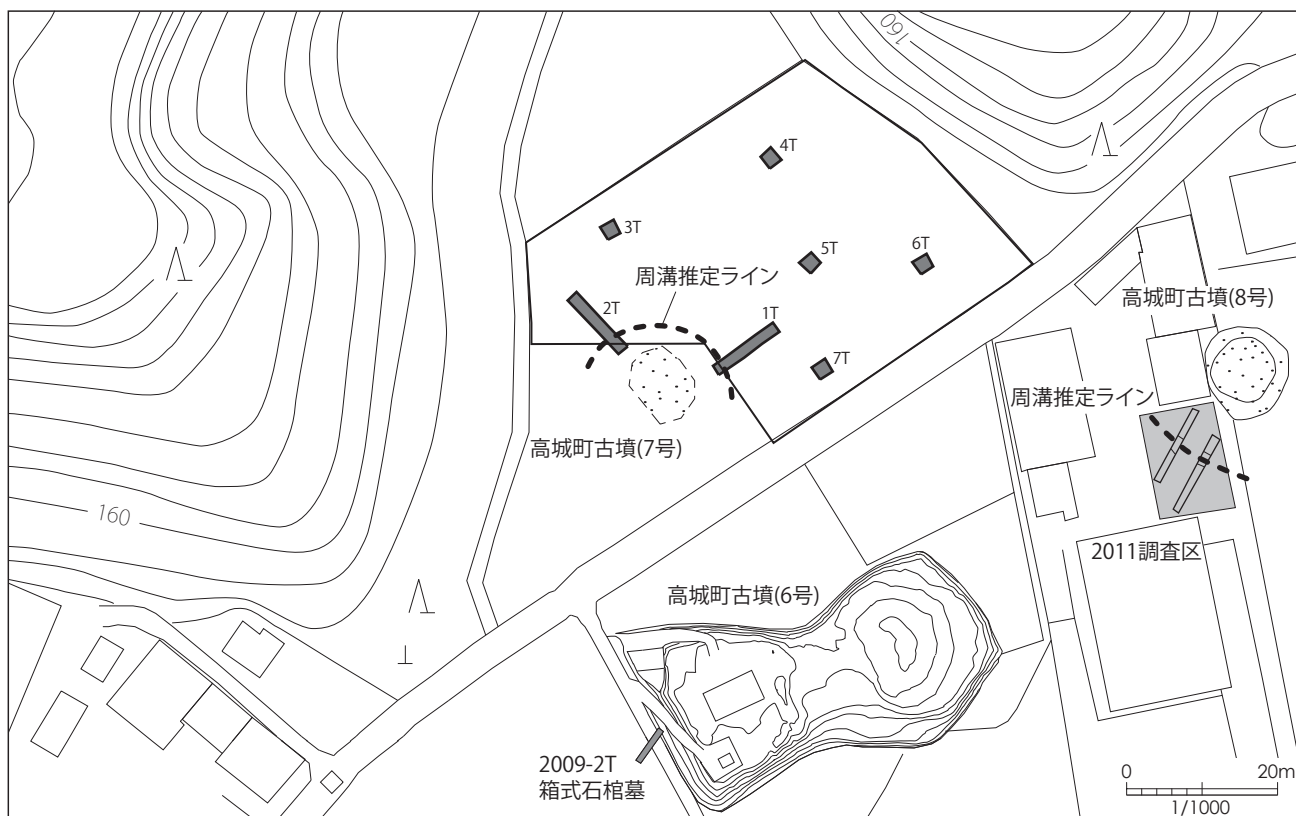 160
4T
3T
5T
6T
周溝推定ライン
2T
1T
高城町古墳(8号)
7T
周溝推定ライン
高城町古墳(7号)
160
2011調査区
高城町古墳(6号)
2009-2T
箱式石棺墓
0 20m
1/1000